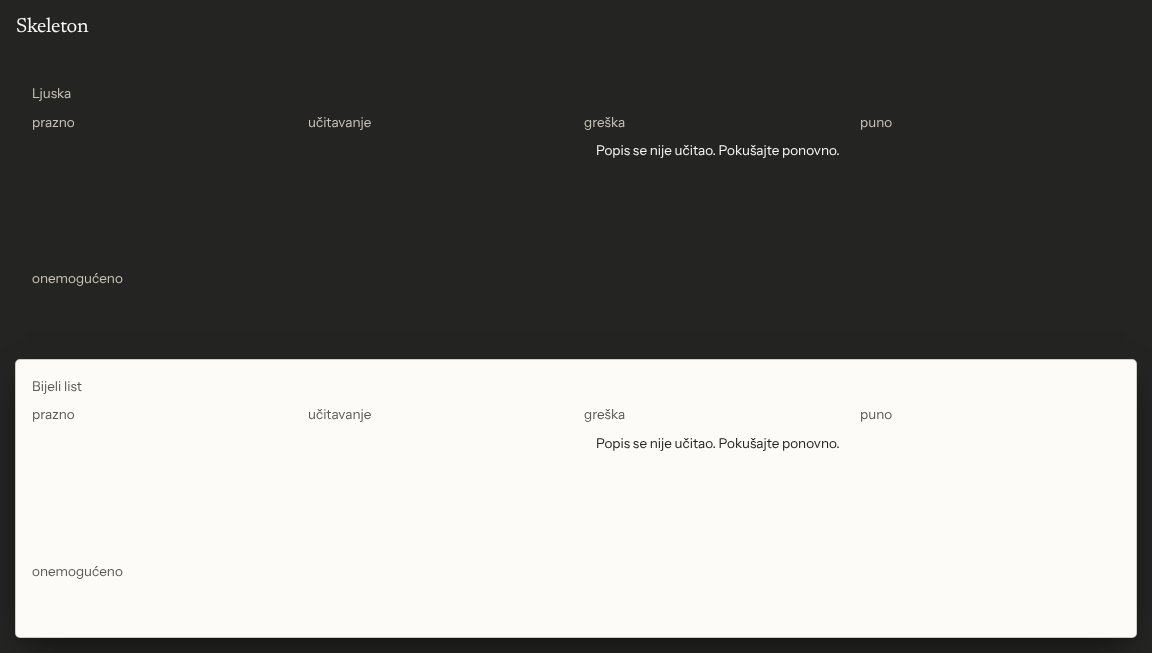 Skeleton
Ljuska
prazno
učitavanje
greška
puno
Popis se nije učitao. Pokušajte ponovno.
onemogućeno
Bijeli list
prazno
učitavanje
greška
puno
Popis se nije učitao. Pokušajte ponovno.
onemogućeno